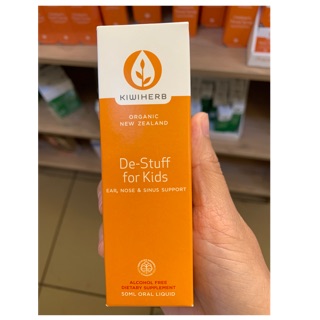 KIWIHERB
ORGANIC
NEW ZEALAND
De-Stuff
for Kids
EAR, NOSE & SINUS SUPPORT
ALCOHOL FREE
DIETARY SUPPLEMENT
50ML ORAL LIQUID